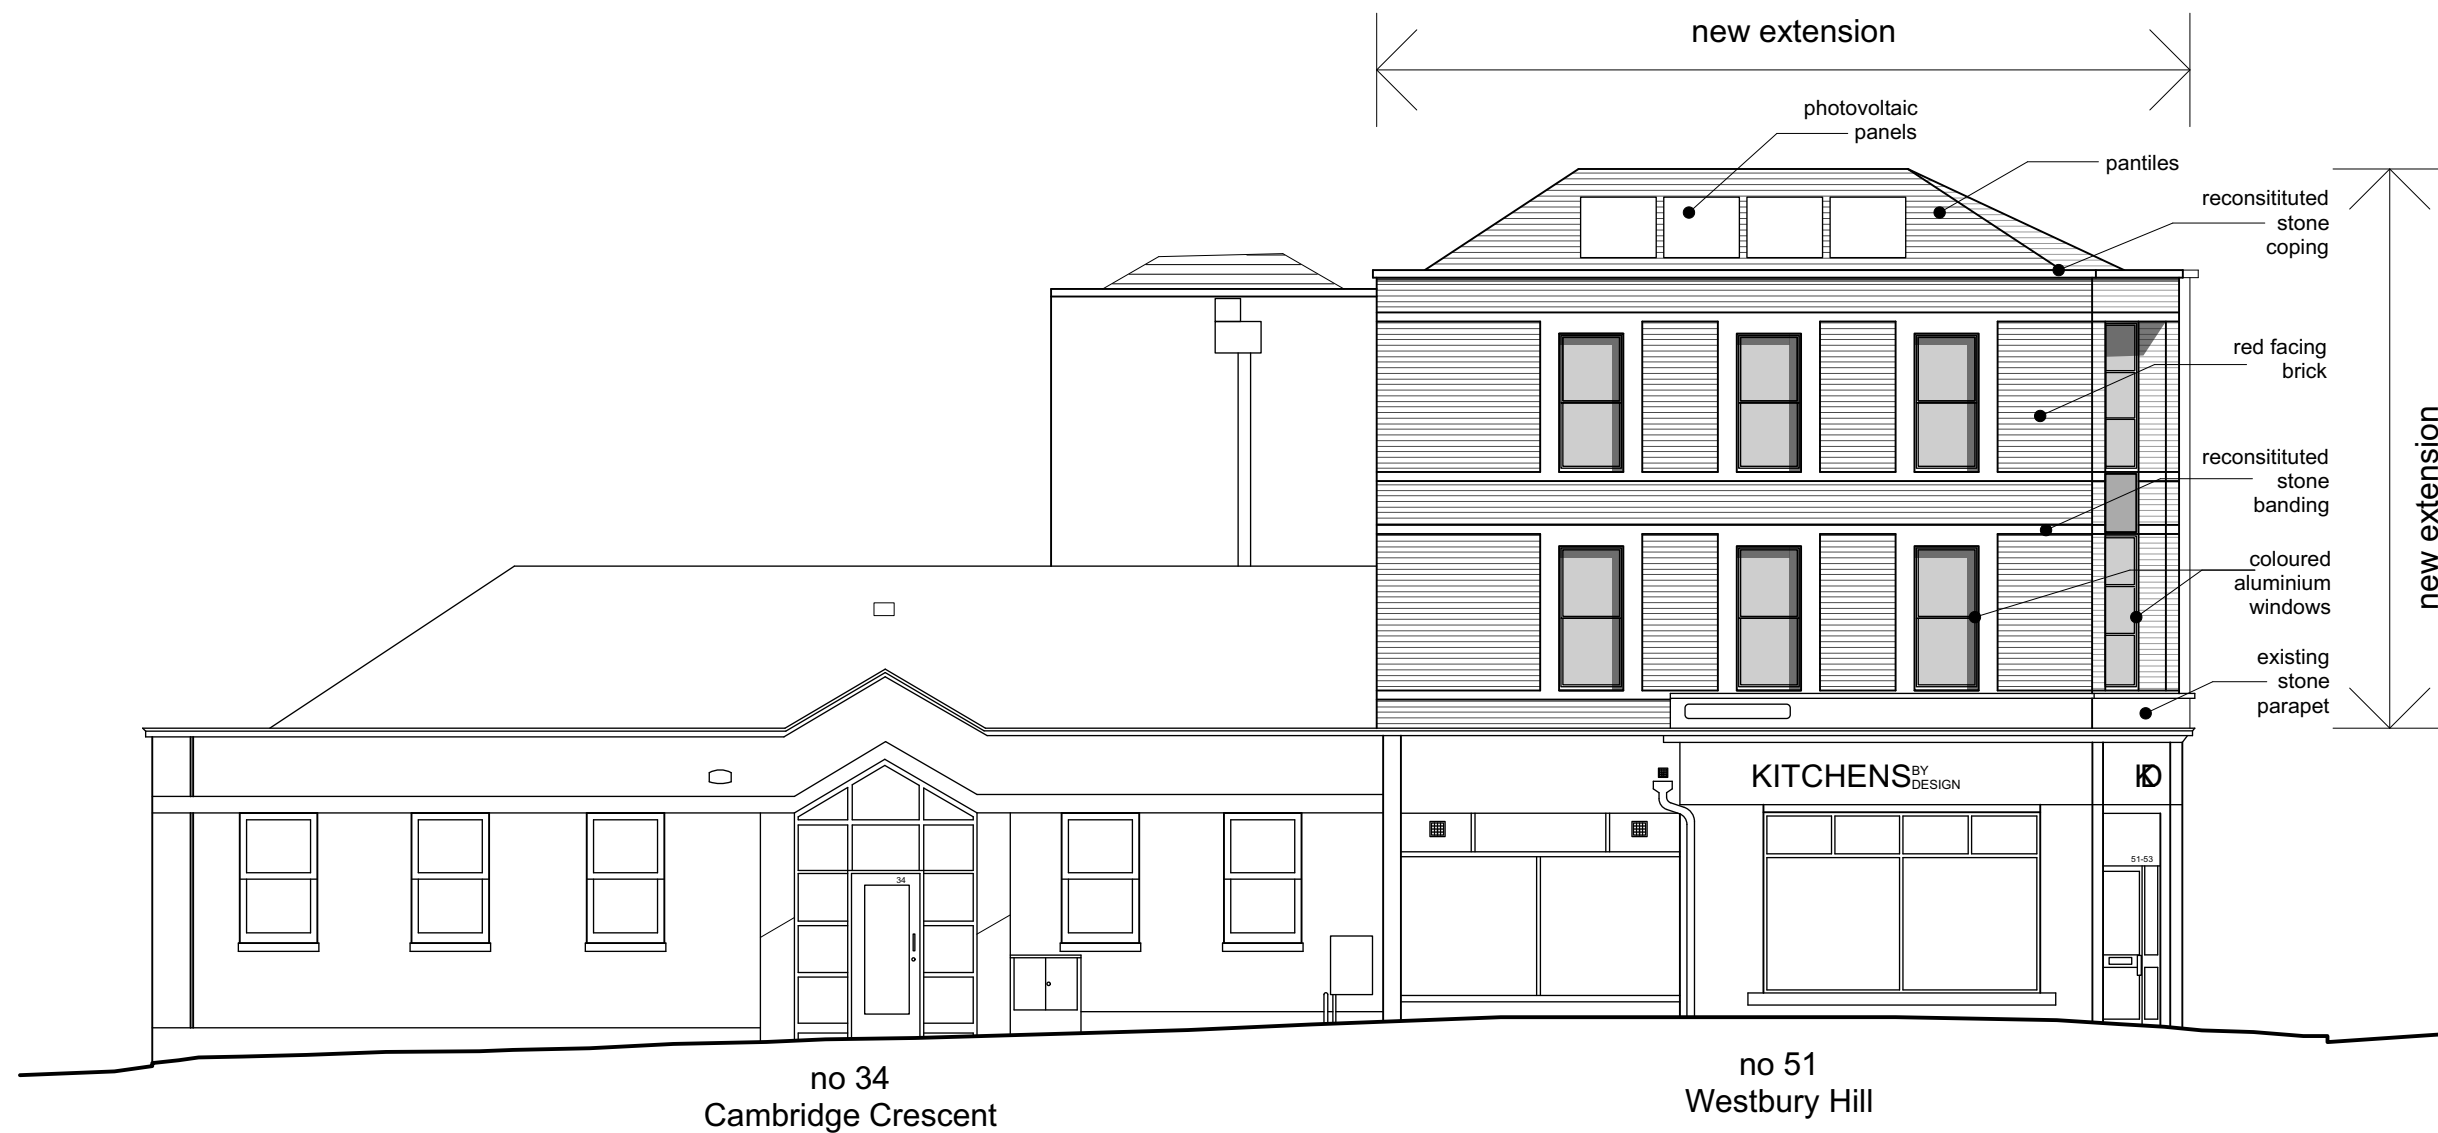 new extension
photovoltaic
panels
pantiles
reconsitituted
stone
coping
red facing
brick
new extension
reconsitituted
stone
banding
coloured
aluminium
windows
existing
stone
parapet
KITCHENS BY
DESIGN
KBD
51-53
34
no 34
Cambridge Crescent
no 51
Westbury Hill